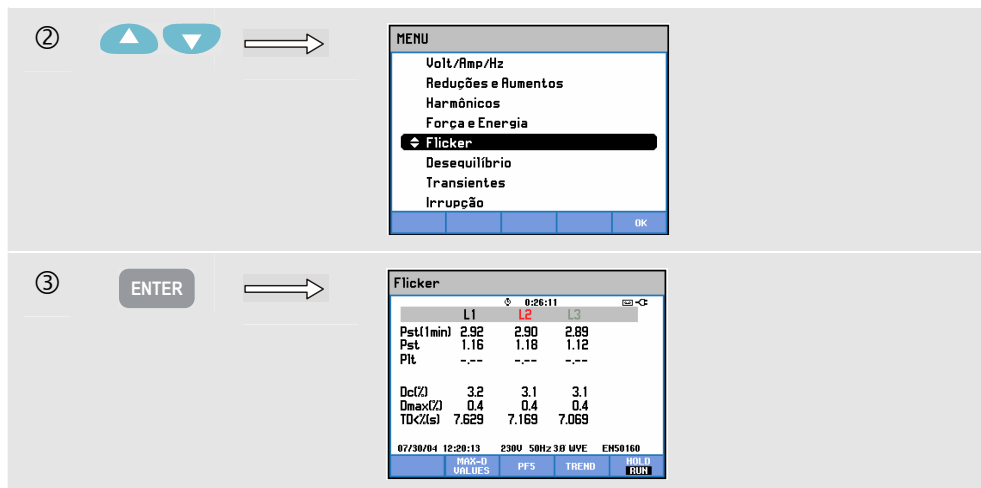 ②
MENU
Volt/Amp/Hz
Reduções e Aumentos
Harmônicos
Força e Energia
Flicker
Desequilíbrio
Transientes
Irrupção
OK
③ ENTER
Flicker
0:26:11
L1 L2 L3
Pst(1min) 2.92 2.90 2.89
Pst 1.16 1.18 1.12
Plt -.-- -.-- -.--
Dc(%) 3.2 3.1 3.1
Dmax(%) 0.4 0.4 0.4
TD<%(s) 7.629 7.169 7.069
07/30/04 12:20:13 230V 50Hz 3Ø WYE EN50160
MAX-D VALUES PF5 TREND HOLD RUN